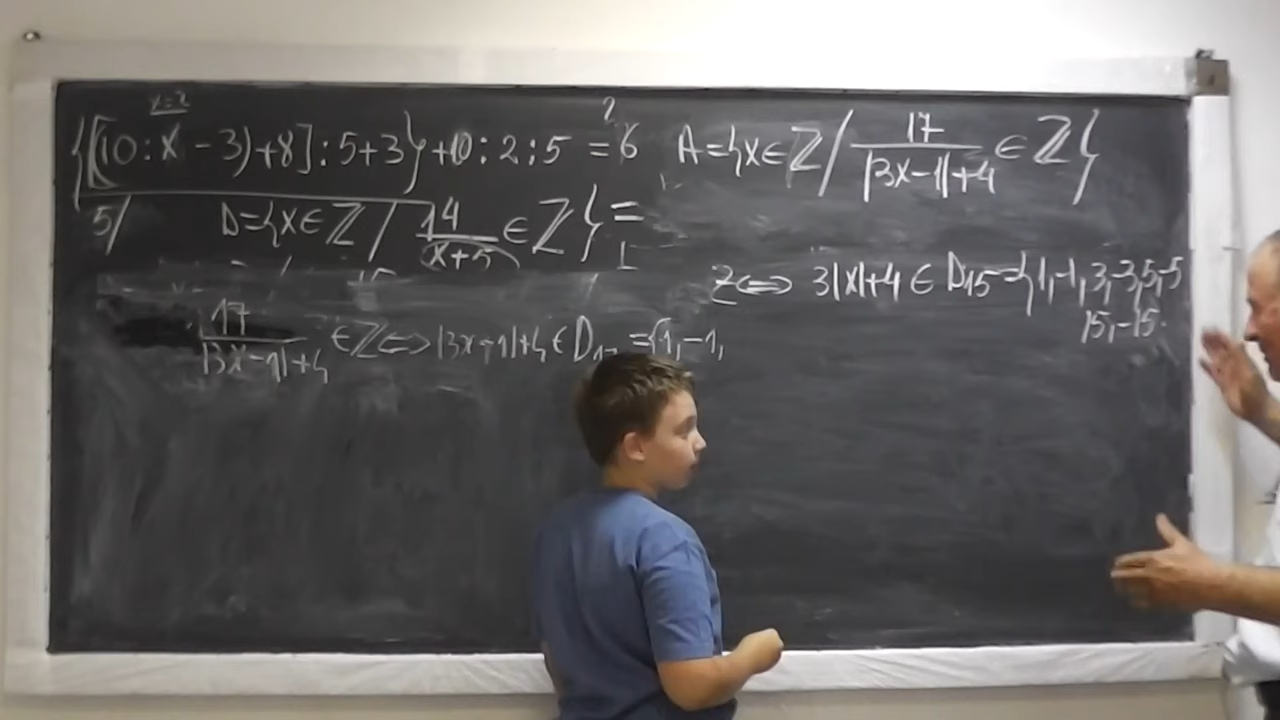 x=2
{[(10:x-3)+8]:5+3}+10:2:5 = 6
?
A={x∈ℤ/ 17/(|3x-1|+4) ∈ℤ}
5/ D={x∈ℤ/ 14/(x+5) ∈ℤ} =
ℤ⟺ 3|x|+4 ∈ D15={1,-1,3,-3,5,-5
15,-15.
17/(|3x-1|+4) ∈ℤ⟺|3x-1|+4∈D17={1,-1,